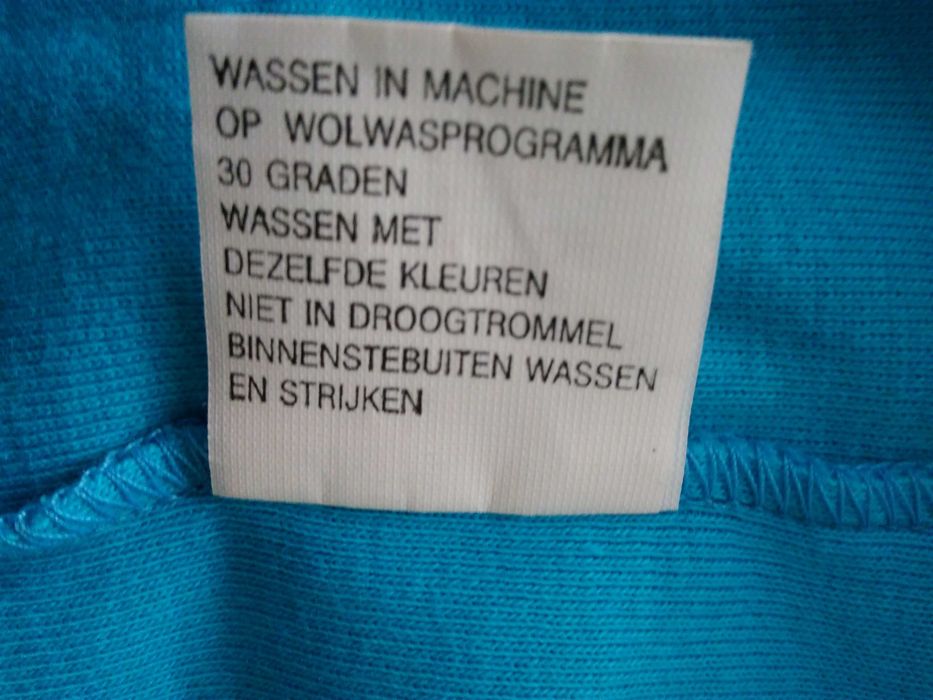 WASSEN IN MACHINE
OP WOLWASPROGRAMMA
30 GRADEN
WASSEN MET
DEZELFDE KLEUREN
NIET IN DROOGTROMMEL
BINNENSTEBUITEN WASSEN
EN STRIJKEN